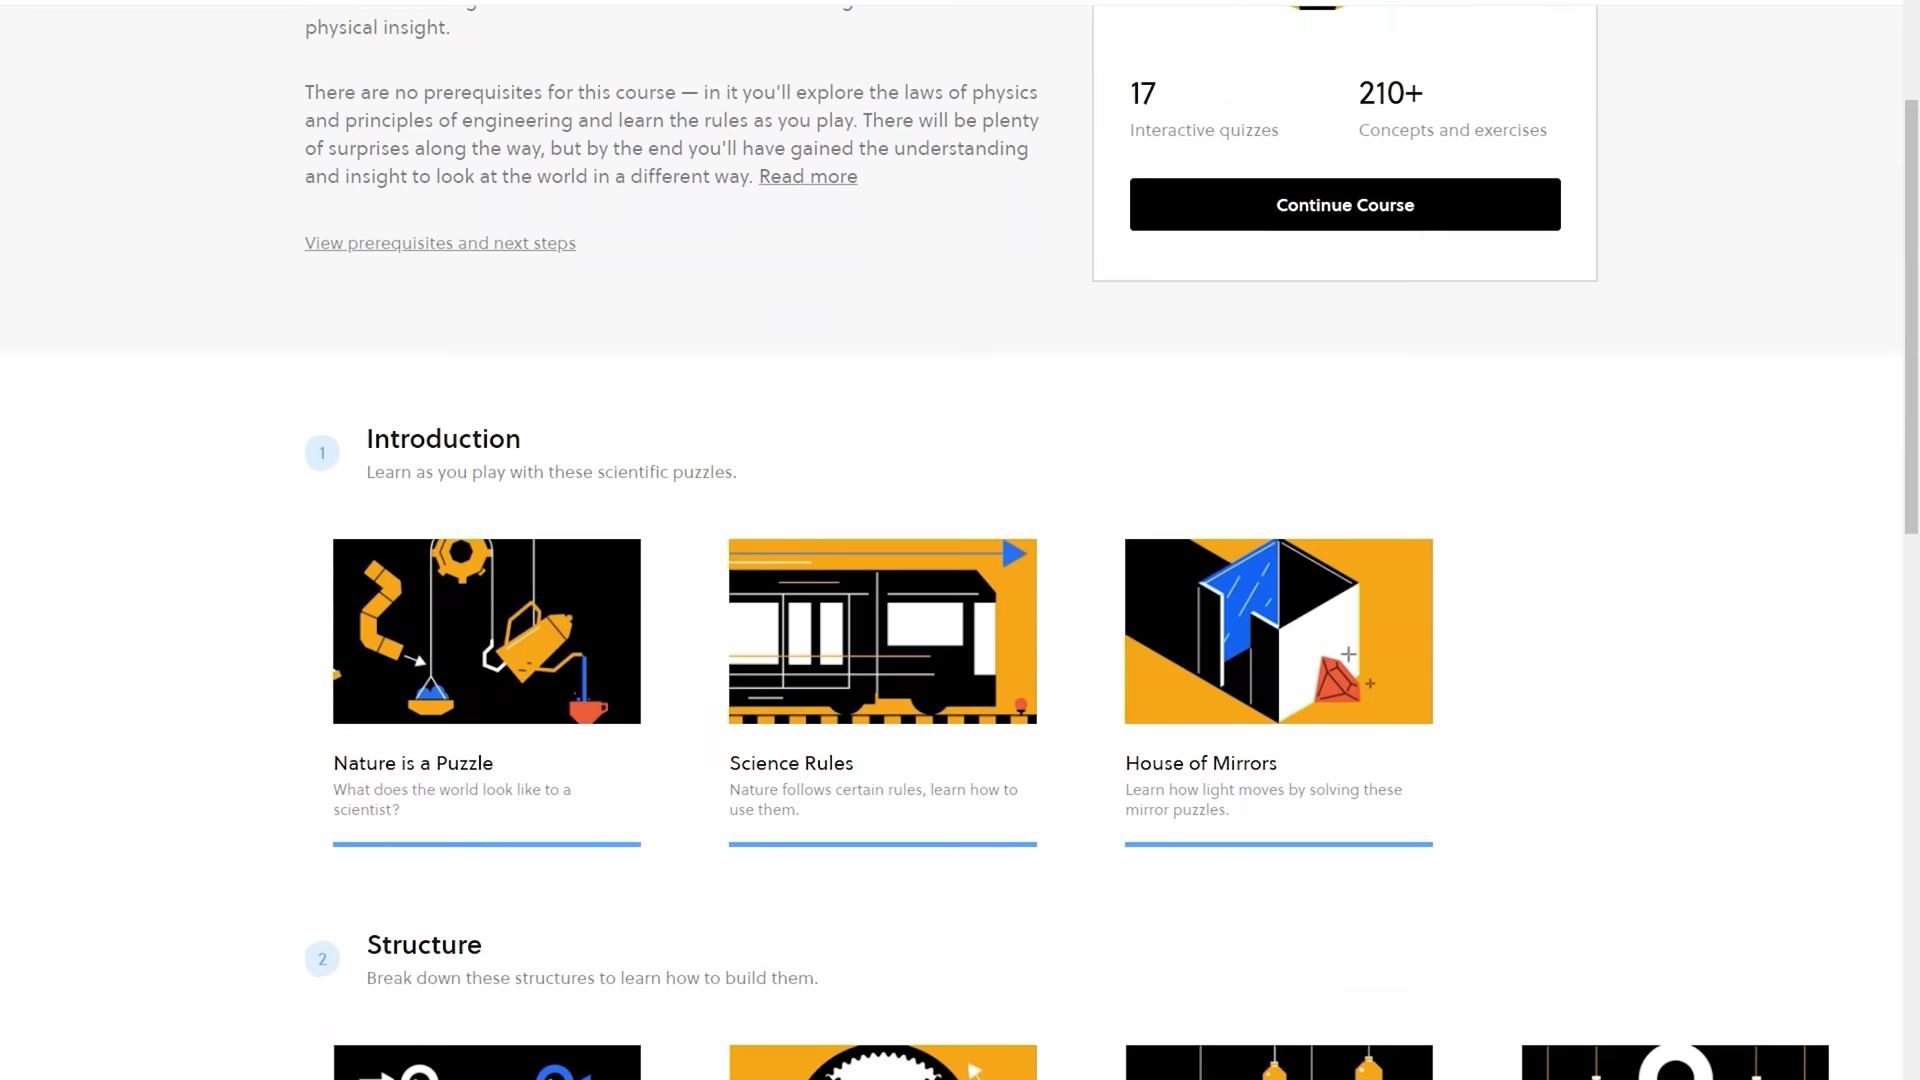 physical insight.
There are no prerequisites for this course — in it you'll explore the laws of physics
and principles of engineering and learn the rules as you play. There will be plenty
of surprises along the way, but by the end you'll have gained the understanding
and insight to look at the world in a different way. Read more
View prerequisites and next steps
17
Interactive quizzes
210+
Concepts and exercises
Continue Course
1
Introduction
Learn as you play with these scientific puzzles.
Nature is a Puzzle
What does the world look like to a
scientist?
Science Rules
Nature follows certain rules, learn how to
use them.
House of Mirrors
Learn how light moves by solving these
mirror puzzles.
2
Structure
Break down these structures to learn how to build them.